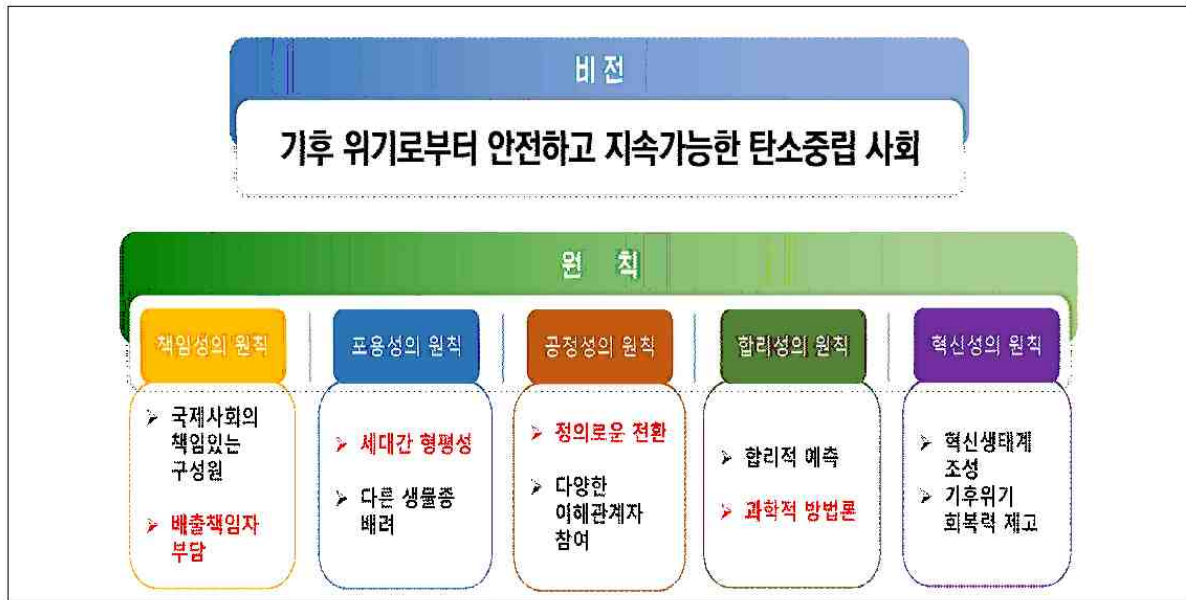 비 전
기후 위기로부터 안전하고 지속가능한 탄소중립 사회
원 칙
책임성의 원칙
➢ 국제사회의
책임있는
구성원
➢ 배출책임자
부담
포용성의 원칙
➢ 세대간 형평성
➢ 다른 생물종
배려
공정성의 원칙
➢ 정의로운 전환
➢ 다양한
이해관계자
참여
합리성의 원칙
➢ 합리적 예측
➢ 과학적 방법론
혁신성의 원칙
➢ 혁신생태계
조성
➢ 기후위기
회복력 제고